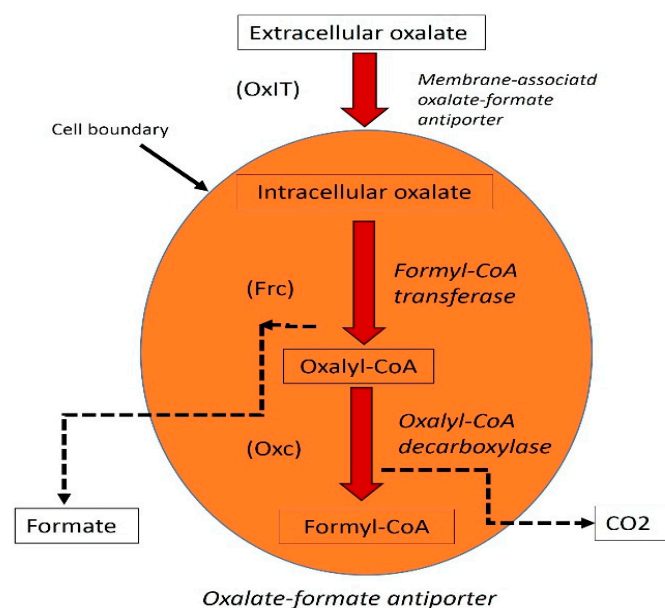 Extracellular oxalate
(OxIT)
Membrane-associatd
oxalate-formate
antiporter
Cell boundary
Intracellular oxalate
(Frc)
Formyl-CoA
transferase
Oxalyl-CoA
(Oxc)
Oxalyl-CoA
decarboxylase
Formate
Formyl-CoA
CO2
Oxalate-formate antiporter